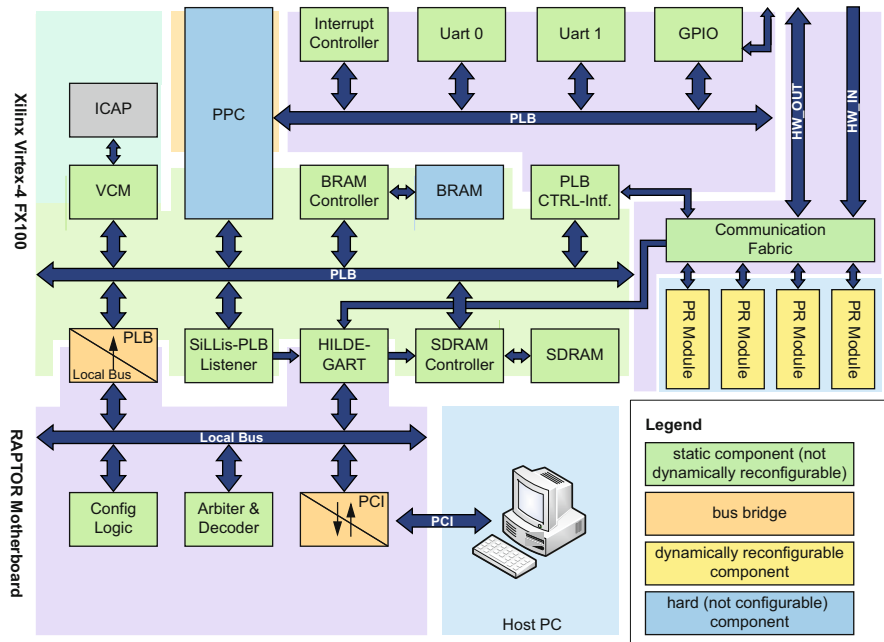 Xilinx Virtex-4 FX100
RAPTOR Motherboard
Interrupt
Controller
Uart 0
Uart 1
GPIO
PLB
HW_OUT
HW_IN
ICAP
PPC
VCM
BRAM
Controller
BRAM
PLB
CTRL-Intf.
Communication
Fabric
PLB
PR Module
PR Module
PR Module
PR Module
PLB
Local Bus
SiLLis-PLB
Listener
HILDE-
GART
SDRAM
Controller
SDRAM
Local Bus
Config
Logic
Arbiter &
Decoder
PCI
PCI
Host PC
Legend
static component (not
dynamically reconfigurable)
bus bridge
dynamically reconfigurable
component
hard (not configurable)
component